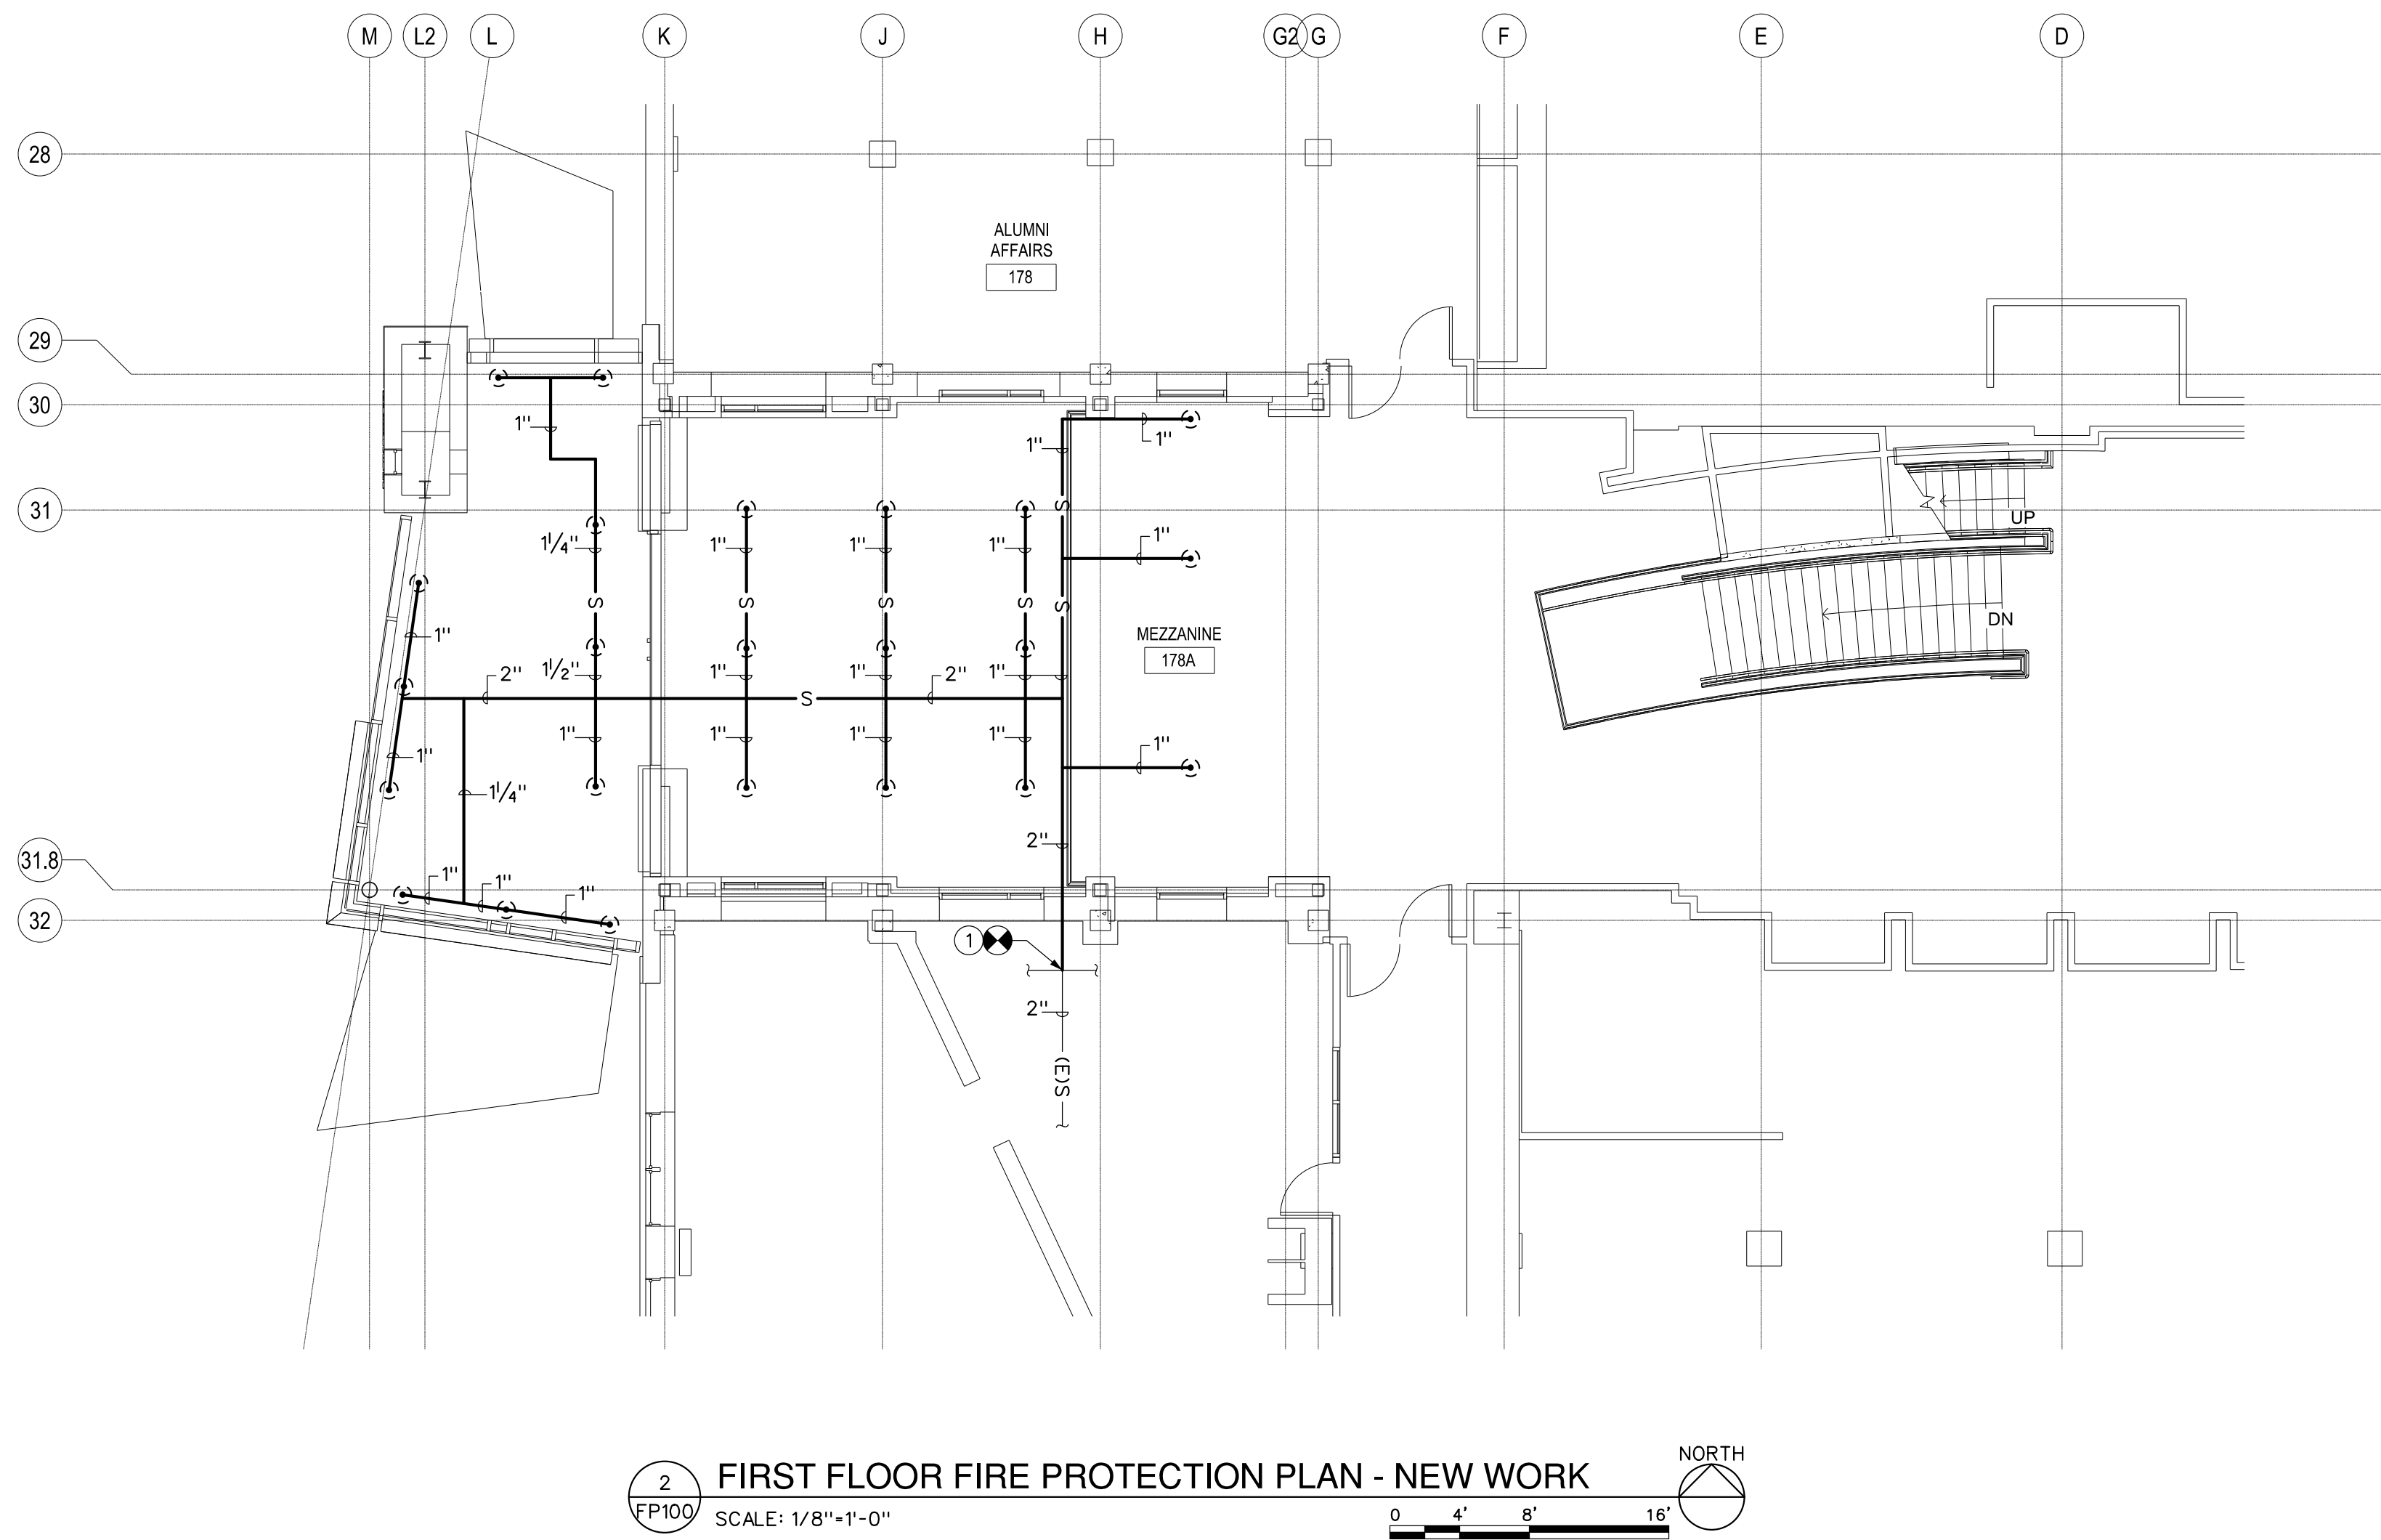 M L2 L K J H G2 G F E D
28
ALUMNI
AFFAIRS
178
29
30
1"
1" 1"
31
S
UP
1¼" 1" 1" 1" 1"
S S S S S
DN
1" MEZZANINE
178A
2" 1½" 1" 1" 2" 1"
S
1" 1" 1" 1" 1" 1"
1¼"
2"
31.8
1" 1" 1"
32
1
2"
(E)S
2
FP100
FIRST FLOOR FIRE PROTECTION PLAN - NEW WORK
SCALE: 1/8"=1'-0"
0 4' 8' 16'
NORTH